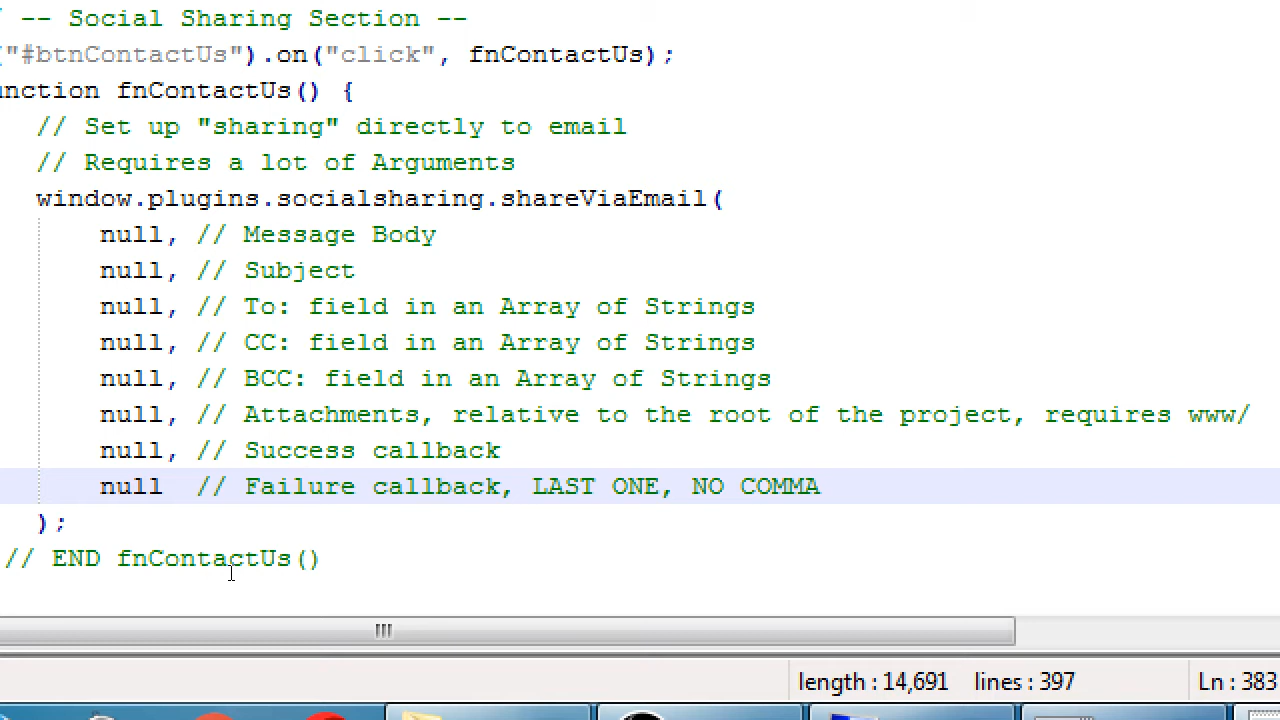 -- Social Sharing Section --
("#btnContactUs").on("click", fnContactUs);
unction fnContactUs() {
// Set up "sharing" directly to email
// Requires a lot of Arguments
window.plugins.socialsharing.shareViaEmail(
null, // Message Body
null, // Subject
null, // To: field in an Array of Strings
null, // CC: field in an Array of Strings
null, // BCC: field in an Array of Strings
null, // Attachments, relative to the root of the project, requires www/
null, // Success callback
null // Failure callback, LAST ONE, NO COMMA
);
// END fnContactUs()
length : 14,691 lines : 397 Ln : 383